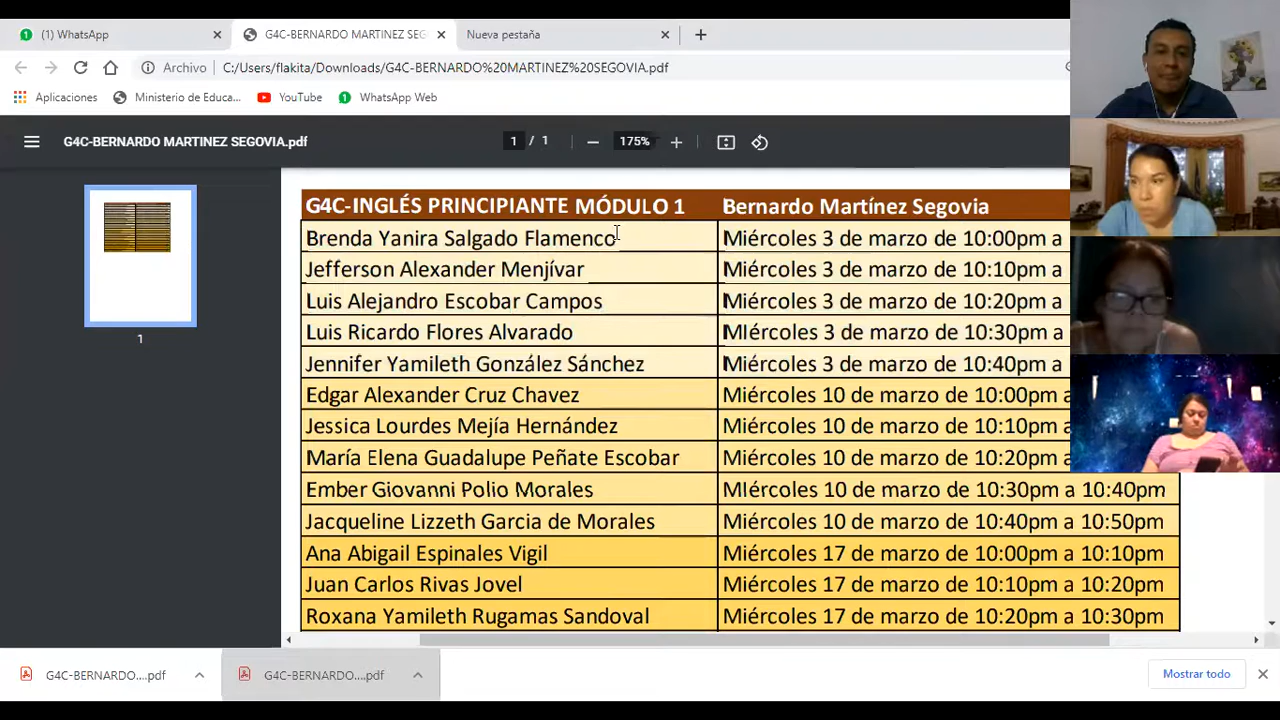 (1) WhatsApp
G4C-BERNARDO MARTINEZ SEG
Nueva pestaña
Archivo C:/Users/flakita/Downloads/G4C-BERNARDO%20MARTINEZ%20SEGOVIA.pdf
Aplicaciones Ministerio de Educa... YouTube WhatsApp Web
G4C-BERNARDO MARTINEZ SEGOVIA.pdf 1 / 1 175%
G4C-INGLÉS PRINCIPIANTE MÓDULO 1 Bernardo Martínez Segovia
Brenda Yanira Salgado Flamenco Miércoles 3 de marzo de 10:00pm a
Jefferson Alexander Menjívar Miércoles 3 de marzo de 10:10pm a
Luis Alejandro Escobar Campos Miércoles 3 de marzo de 10:20pm a
Luis Ricardo Flores Alvarado MIércoles 3 de marzo de 10:30pm a
Jennifer Yamileth González Sánchez Miércoles 3 de marzo de 10:40pm a
Edgar Alexander Cruz Chavez Miércoles 10 de marzo de 10:00pm a
Jessica Lourdes Mejía Hernández Miércoles 10 de marzo de 10:10pm a
María Elena Guadalupe Peñate Escobar Miércoles 10 de marzo de 10:20pm a
Ember Giovanni Polio Morales MIércoles 10 de marzo de 10:30pm a 10:40pm
Jacqueline Lizzeth Garcia de Morales Miércoles 10 de marzo de 10:40pm a 10:50pm
Ana Abigail Espinales Vigil Miércoles 17 de marzo de 10:00pm a 10:10pm
Juan Carlos Rivas Jovel Miércoles 17 de marzo de 10:10pm a 10:20pm
Roxana Yamileth Rugamas Sandoval Miércoles 17 de marzo de 10:20pm a 10:30pm
1
G4C-BERNARDO....pdf G4C-BERNARDO....pdf Mostrar todo